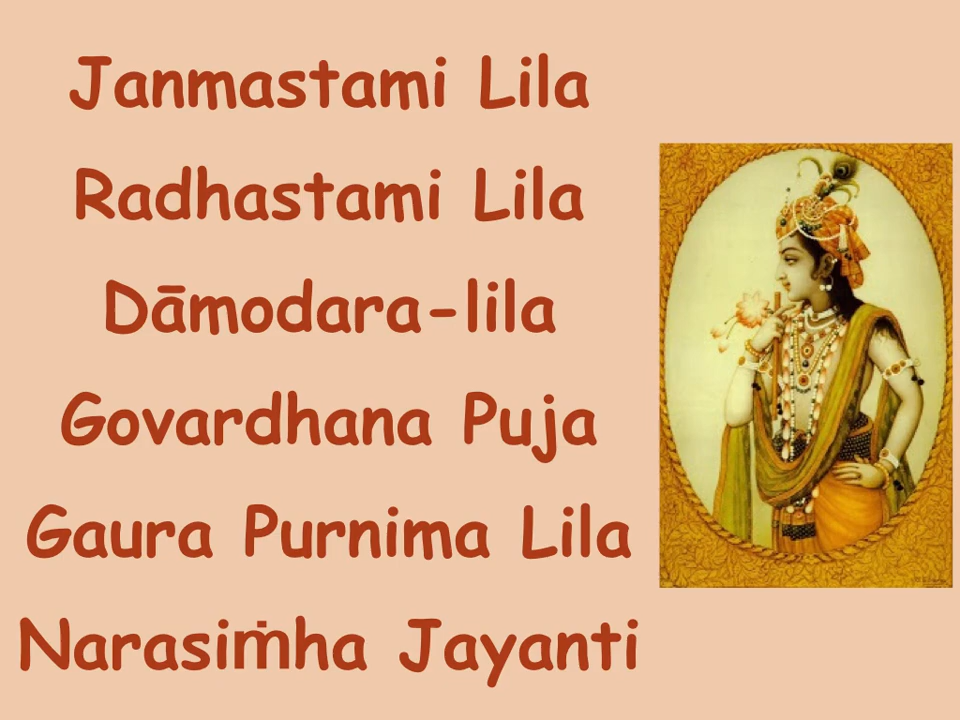 Janmastami Lila
Radhastami Lila
Dāmodara-lila
Govardhana Puja
Gaura Purnima Lila
Narasiṁha Jayanti